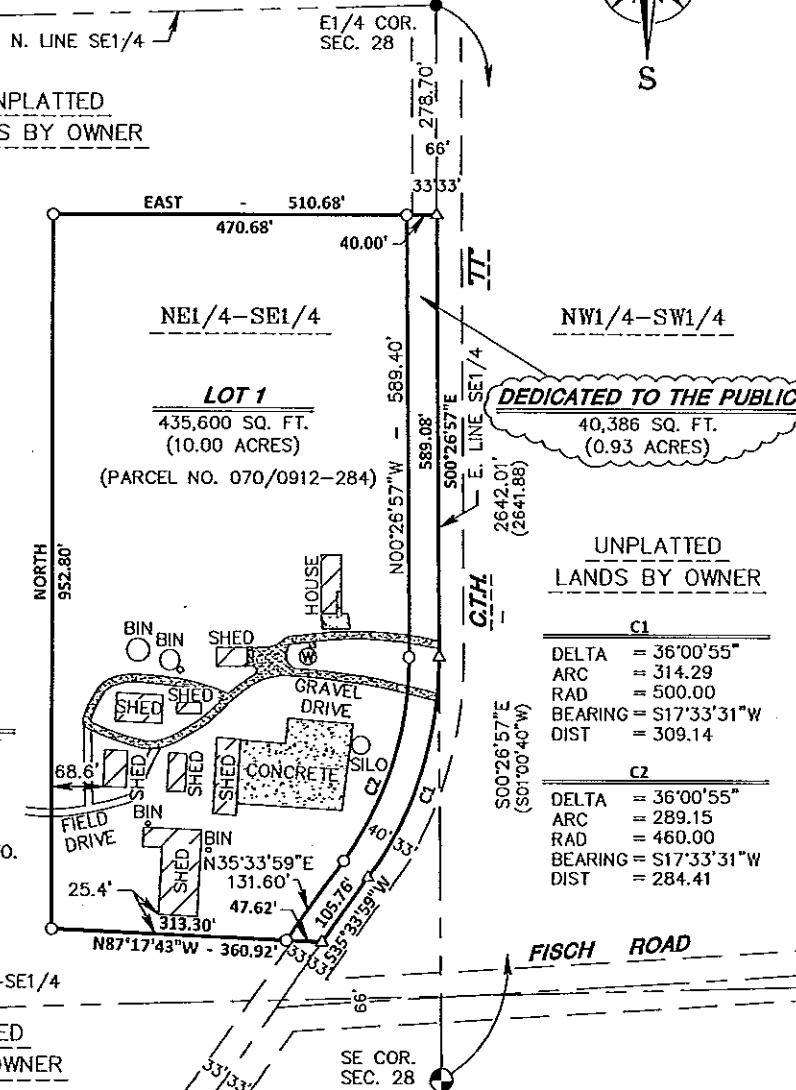 N. LINE SE1/4
E1/4 COR.
SEC. 28
S
NPLATTED
S BY OWNER
278.70'
66'
33'33'
EAST - 510.68'
470.68'
40.00'
"JJ"
NE1/4-SE1/4
NW1/4-SW1/4
LOT 1
435,600 SQ. FT.
(10.00 ACRES)
(PARCEL NO. 070/0912-284)
DEDICATED TO THE PUBLIC
40,386 SQ. FT.
(0.93 ACRES)
N00°26'57"W - 589.40'
589.08'
S00°26'57"E
E. LINE SE1/4
2642.01'
(2641.88)
NORTH
952.80'
UNPLATTED
LANDS BY OWNER
C.T.H.
HOUSE
BIN
BIN
SHED
W
GRAVEL
DRIVE
SHED
SHED
CONCRETE
SILO
SHED
SHED
SHED
68.6'
FIELD
DRIVE
BIN
BIN
SHED
C2
C1
S00°26'57"E
(S01°00'40"W)
C1
DELTA = 36°00'55"
ARC = 314.29
RAD = 500.00
BEARING = S17°33'31"W
DIST = 309.14
C2
DELTA = 36°00'55"
ARC = 289.15
RAD = 460.00
BEARING = S17°33'31"W
DIST = 284.41
O.
40'33'
N35°33'59"E
131.60'
105.76'
S35°33'59"W
25.4'
47.62'
313.30'
N87°17'43"W - 360.92'
33'33'
FISCH ROAD
-SE1/4
66'
ED
OWNER
33'33'
SE COR.
SEC. 28